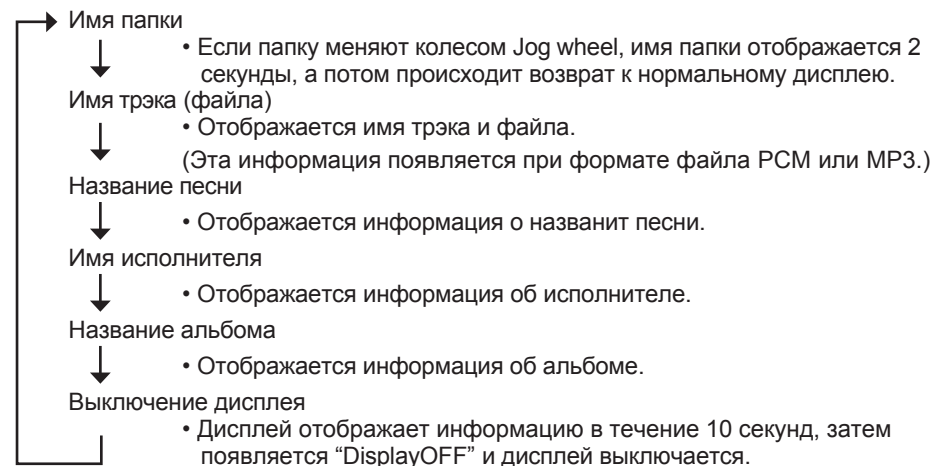 Имя папки
• Если папку меняют колесом Jog wheel, имя папки отображается 2
секунды, а потом происходит возврат к нормальному дисплею.
Имя трэка (файла)
• Отображается имя трэка и файла.
(Эта информация появляется при формате файла PCM или MP3.)
Название песни
• Отображается информация о названит песни.
Имя исполнителя
• Отображается информация об исполнителе.
Название альбома
• Отображается информация об альбоме.
Выключение дисплея
• Дисплей отображает информацию в течение 10 секунд, затем
появляется “DisplayOFF” и дисплей выключается.